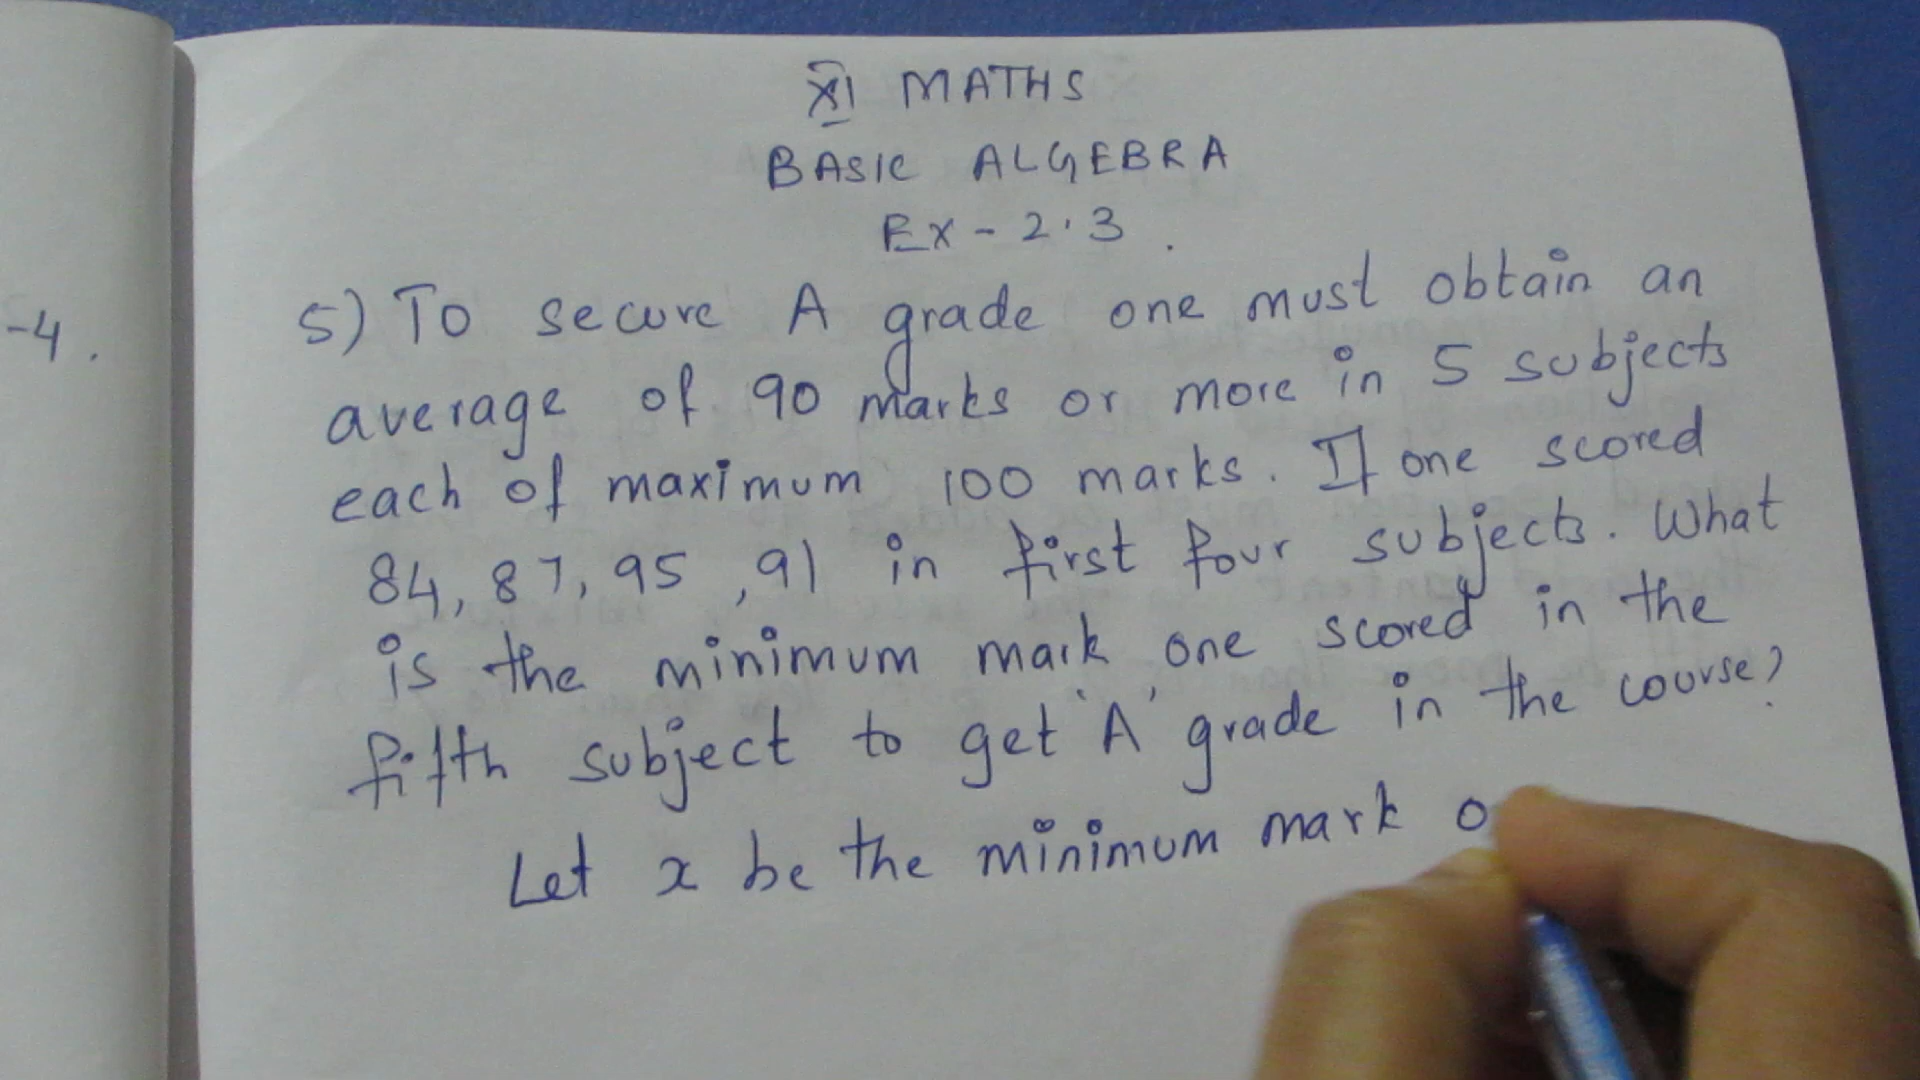 -4.
XI MATHS
BASIC ALGEBRA
Ex - 2.3.
5) To secure A grade one must obtain an
average of 90 marks or more in 5 subjects
each of maximum 100 marks. If one scored
84, 87, 95, 91 in first four subjects. What
is the minimum mark one scored in the
fifth subject to get 'A' grade in the course?
Let x be the minimum mark o